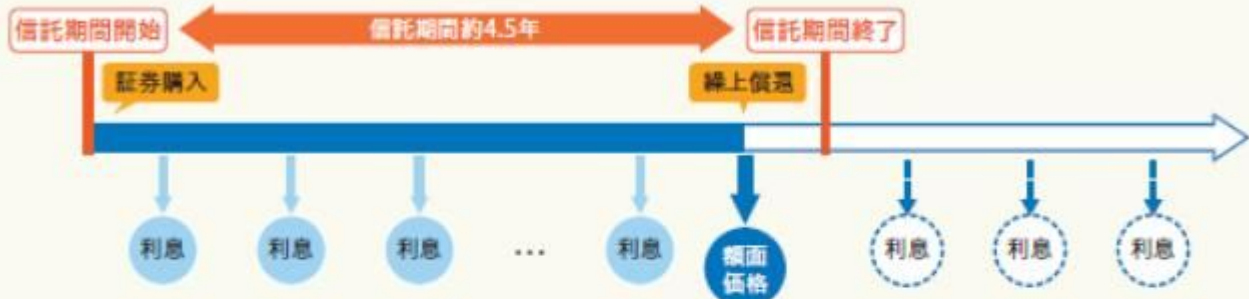 信託期間開始
信託期間約4.5年
信託期間終了
証券購入
繰上償還
利息
利息
利息
…
利息
額面
価格
利息
利息
利息